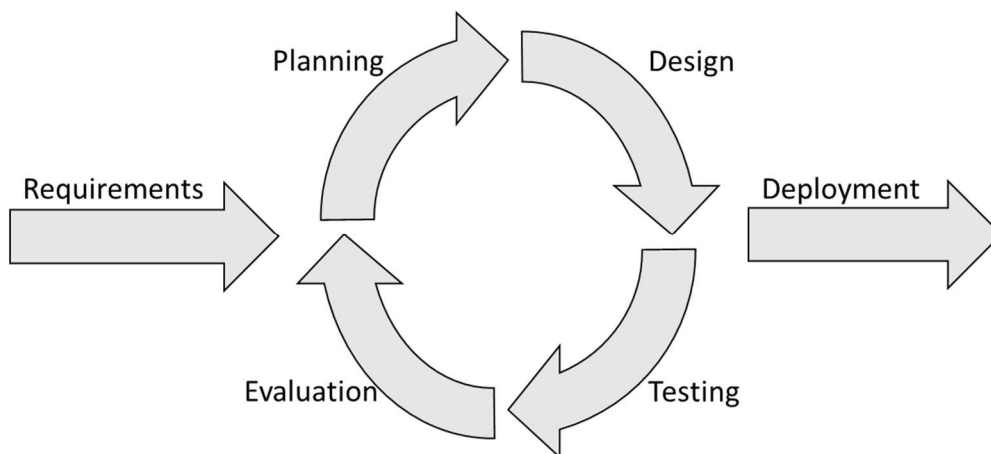 Planning
Design
Requirements
Deployment
Evaluation
Testing